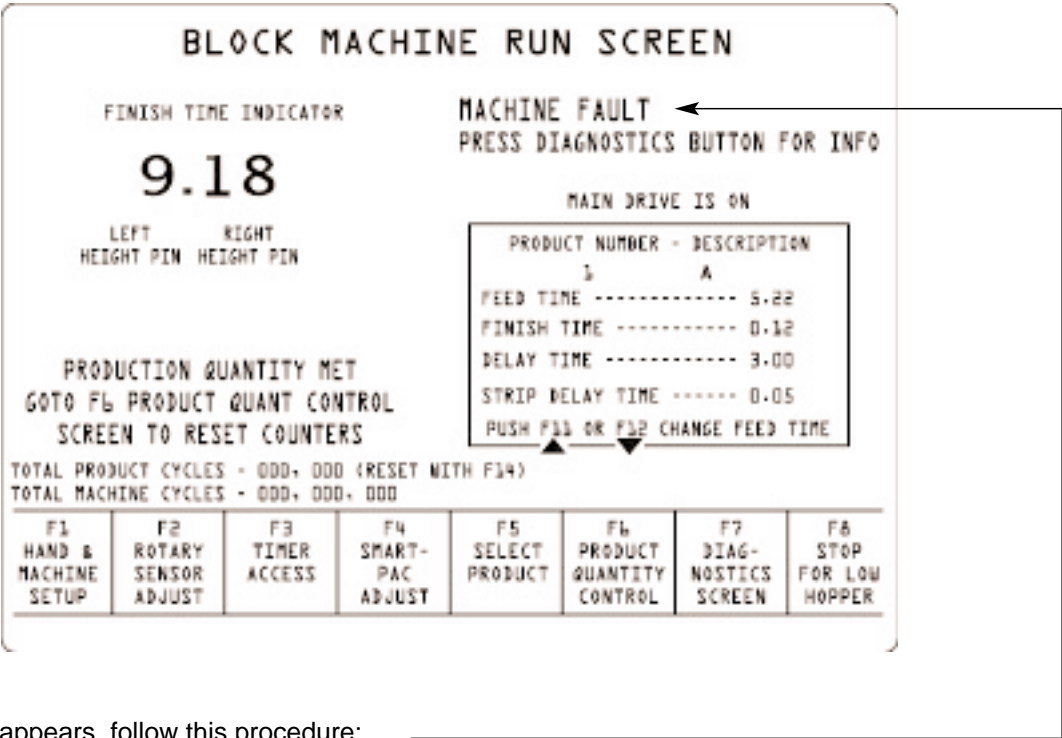 BLOCK MACHINE RUN SCREEN
FINISH TIME INDICATOR
9.18
LEFT RIGHT
HEIGHT PIN HEIGHT PIN
MACHINE FAULT
PRESS DIAGNOSTICS BUTTON FOR INFO
MAIN DRIVE IS ON
PRODUCT NUMBER - DESCRIPTION
1 A
FEED TIME ------------- 5.22
FINISH TIME ----------- 0.12
DELAY TIME ------------ 3.00
STRIP DELAY TIME ------ 0.05
PUSH F11 OR F12 CHANGE FEED TIME
PRODUCTION QUANTITY MET
GOTO F6 PRODUCT QUANT CONTROL
SCREEN TO RESET COUNTERS
TOTAL PRODUCT CYCLES - 000, 000 (RESET WITH F14)
TOTAL MACHINE CYCLES - 000, 000, 000
F1
HAND &
MACHINE
SETUP
F2
ROTARY
SENSOR
ADJUST
F3
TIMER
ACCESS
F4
SMART-
PAC
ADJUST
F5
SELECT
PRODUCT
F6
PRODUCT
QUANTITY
CONTROL
F7
DIAG-
NOSTICS
SCREEN
F8
STOP
FOR LOW
HOPPER
appears, follow this procedure: